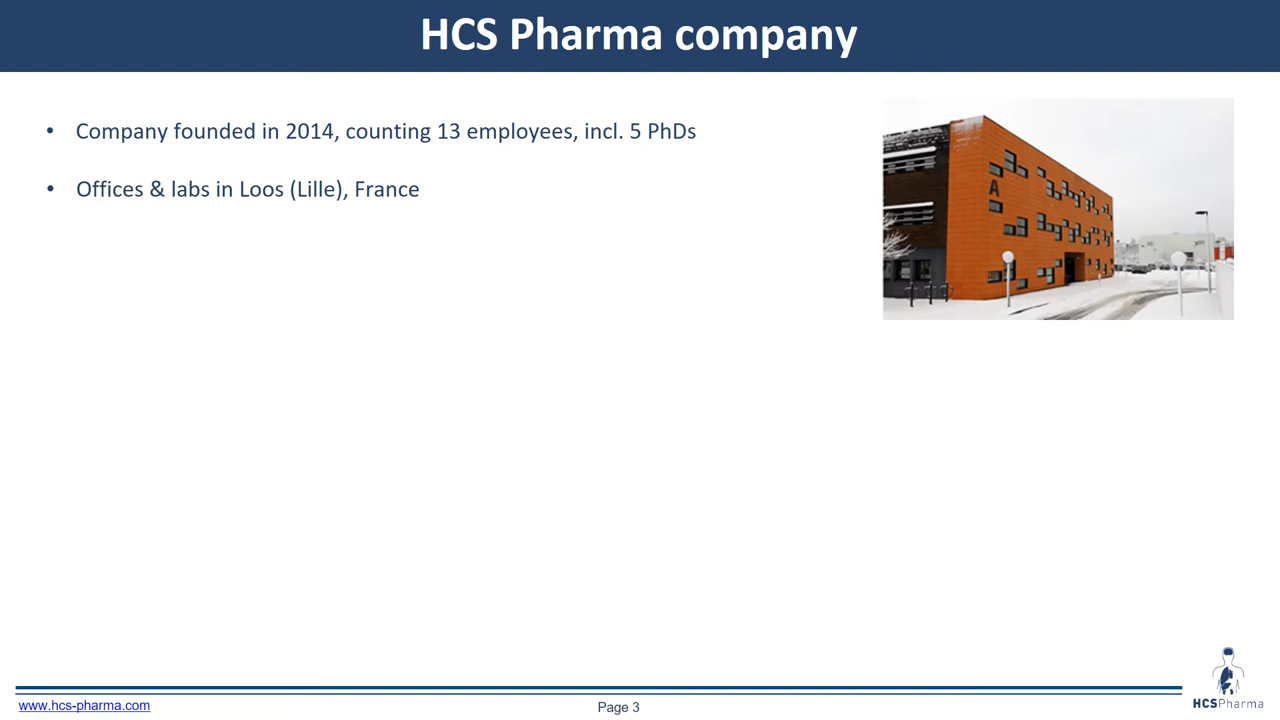 HCS Pharma company
• Company founded in 2014, counting 13 employees, incl. 5 PhDs
• Offices & labs in Loos (Lille), France
A
www.hcs-pharma.com
Page 3
HCSPharma